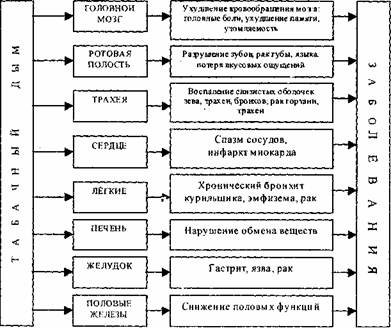 ТАБАЧНЫЙ ДЫМ
ГОЛОВНОЙ
МОЗГ
Ухудшение кровообращения мозга:
головные боли, ухудшение памяти,
утомляемость
РОТОВАЯ
ПОЛОСТЬ
Разрушение зубов, рак губы, языка.
потеря вкусовых ощущений
ТРАХЕЯ
Воспаление слизистых оболочек
зева, трахеи, бронхов, рак гортани,
трахеи
СЕРДЦЕ
Спазм сосудов,
инфаркт миокарда
ЛЁГКИЕ
Хронический бронхит
курильщика, эмфизема, рак
ПЕЧЕНЬ
Нарушение обмена веществ
ЖЕЛУДОК
Гастрит, язва, рак
ПОЛОВЫЕ
ЖЕЛЕЗЫ
Снижение половых функций
ЗАБОЛЕВАНИЯ